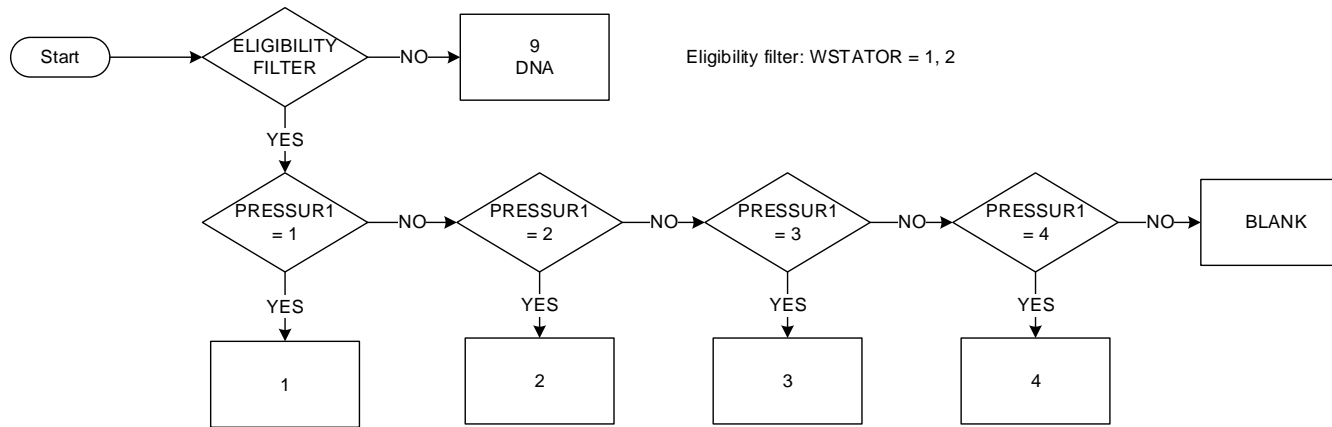 Start
ELIGIBILITY
FILTER
NO
9
DNA
Eligibility filter: WSTATOR = 1, 2
YES
PRESSUR1
= 1
NO
PRESSUR1
= 2
NO
PRESSUR1
= 3
NO
PRESSUR1
= 4
NO
BLANK
YES
YES
YES
YES
1
2
3
4